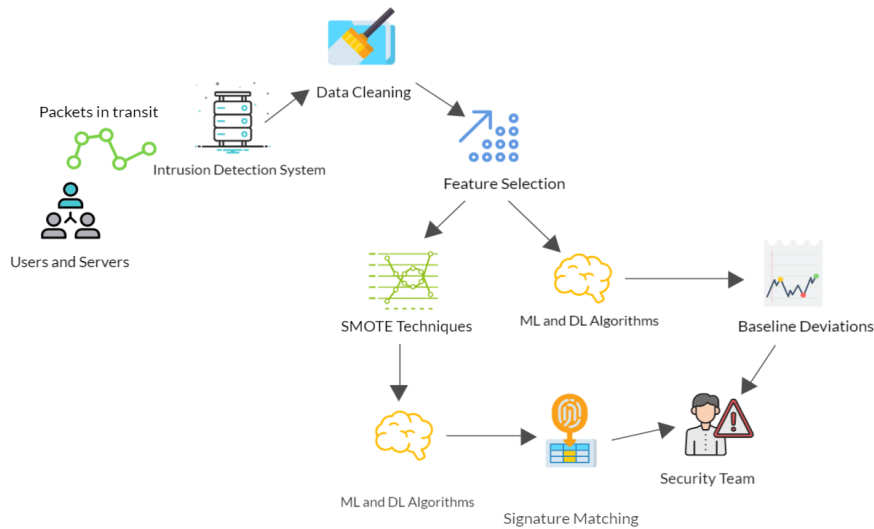 Data Cleaning
Packets in transit
Intrusion Detection System
Feature Selection
Users and Servers
SMOTE Techniques
ML and DL Algorithms
Baseline Deviations
Security Team
ML and DL Algorithms
Signature Matching